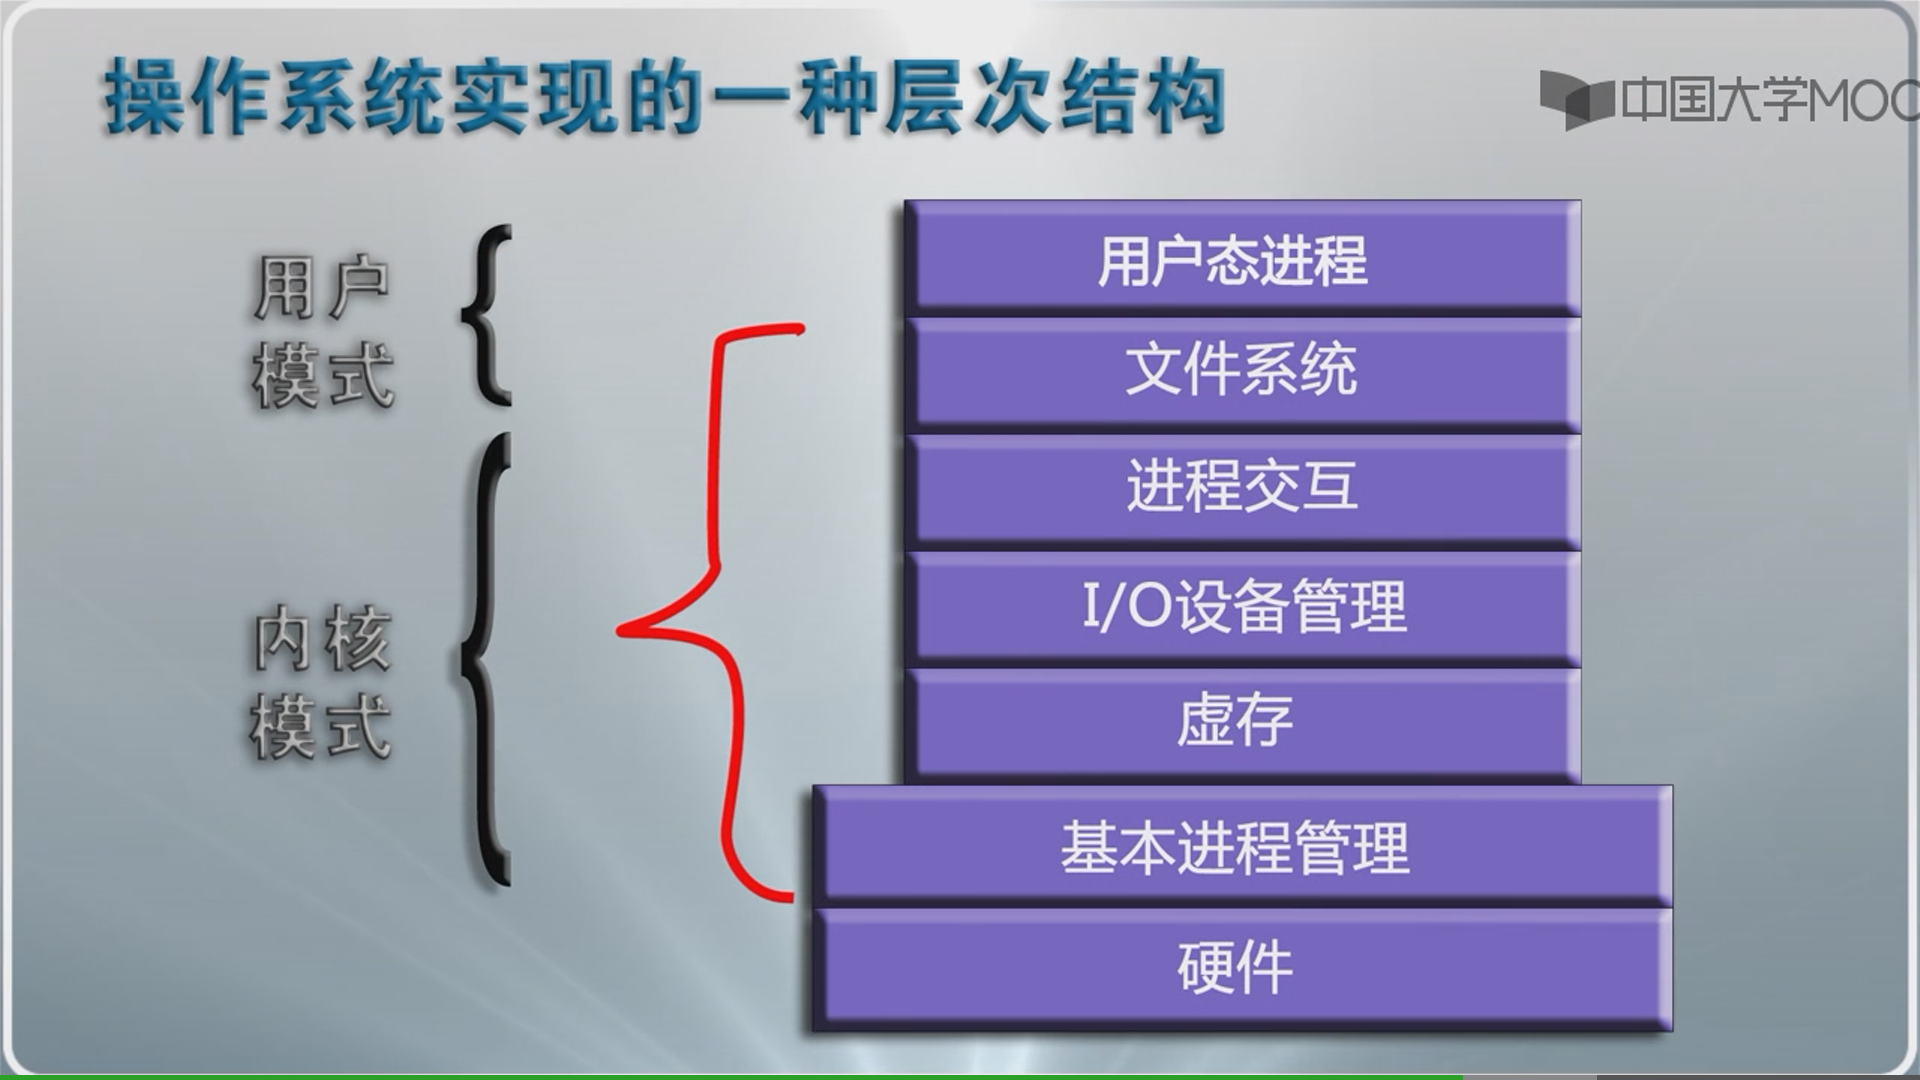 操作系统实现的一种层次结构
中国大学MOO
用户
模式
内核
模式
用户态进程
文件系统
进程交互
I/O设备管理
虚存
基本进程管理
硬件